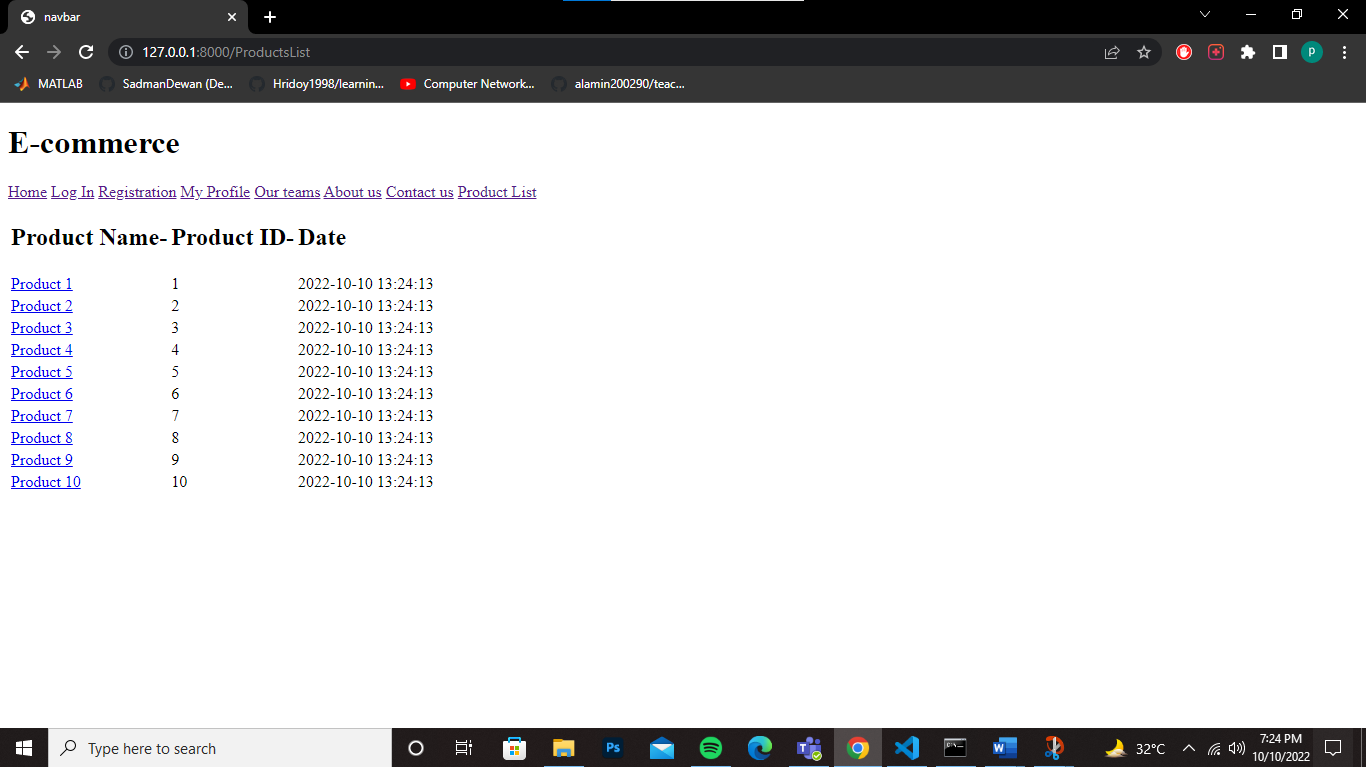 navbar
127.0.0.1:8000/ProductsList
P
MATLAB SadmanDewan (De... Hridoy1998/learnin... Computer Network... alamin200290/teac...
E-commerce
Home Log In Registration My Profile Our teams About us Contact us Product List
Product Name- Product ID- Date
Product 1 1 2022-10-10 13:24:13
Product 2 2 2022-10-10 13:24:13
Product 3 3 2022-10-10 13:24:13
Product 4 4 2022-10-10 13:24:13
Product 5 5 2022-10-10 13:24:13
Product 6 6 2022-10-10 13:24:13
Product 7 7 2022-10-10 13:24:13
Product 8 8 2022-10-10 13:24:13
Product 9 9 2022-10-10 13:24:13
Product 10 10 2022-10-10 13:24:13
Type here to search Ps T W 32°C 7:24 PM
10/10/2022